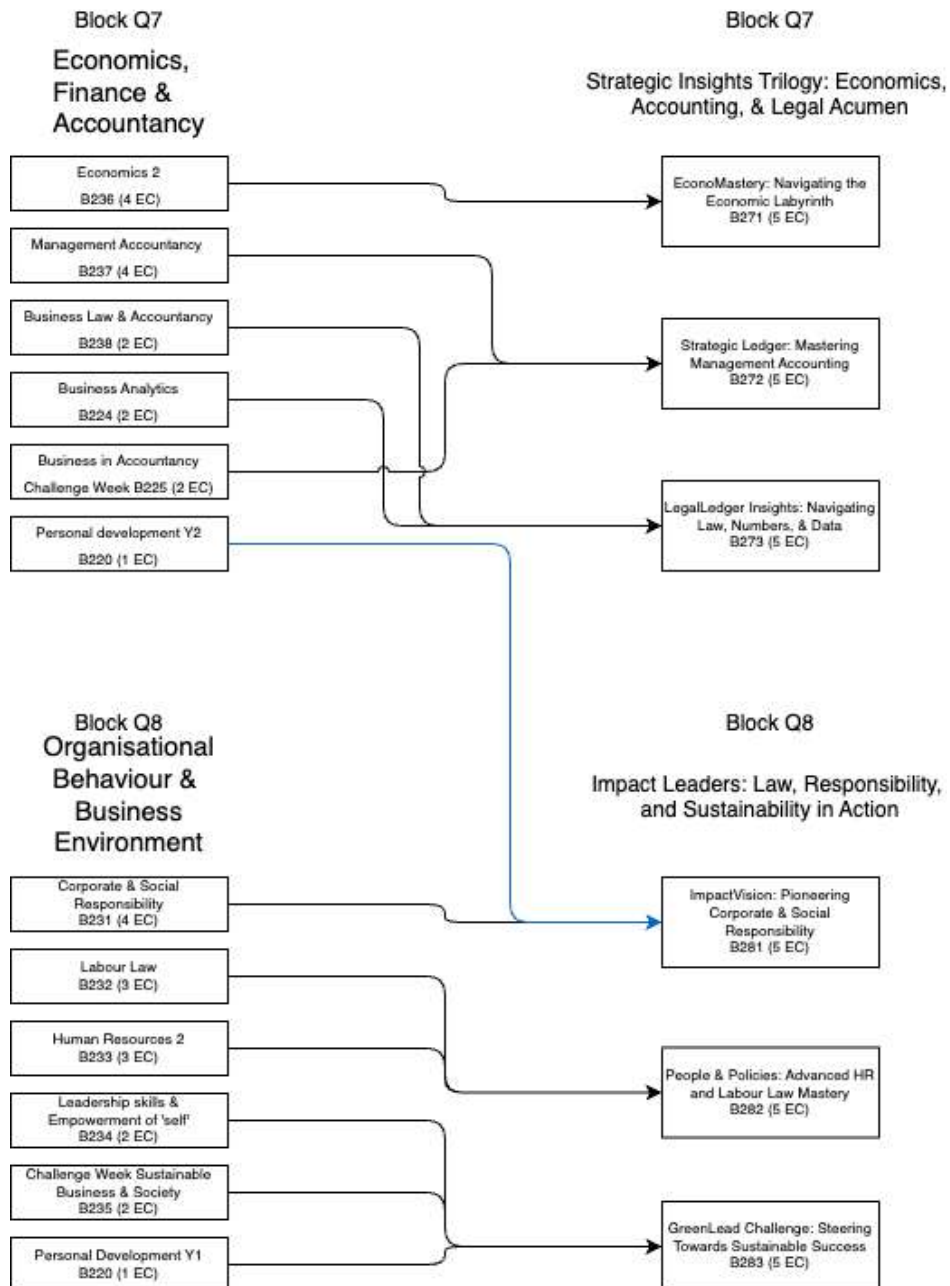 Block Q7
Economics,
Finance &
Accountancy
Economics 2
B236 (4 EC)
Management Accountancy
B237 (4 EC)
Business Law & Accountancy
B238 (2 EC)
Business Analytics
B224 (2 EC)
Business in Accountancy
Challenge Week B225 (2 EC)
Personal development Y2
B220 (1 EC)
Block Q7
Strategic Insights Trilogy: Economics,
Accounting, & Legal Acumen
EconoMastery: Navigating the
Economic Labyrinth
B271 (5 EC)
Strategic Ledger: Mastering
Management Accounting
B272 (5 EC)
LegalLedger Insights: Navigating
Law, Numbers, & Data
B273 (5 EC)
Block Q8
Organisational
Behaviour &
Business
Environment
Corporate & Social
Responsibility
B231 (4 EC)
Labour Law
B232 (3 EC)
Human Resources 2
B233 (3 EC)
Leadership skills &
Empowerment of 'self'
B234 (2 EC)
Challenge Week Sustainable
Business & Society
B235 (2 EC)
Personal Development Y1
B220 (1 EC)
Block Q8
Impact Leaders: Law, Responsibility,
and Sustainability in Action
ImpactVision: Pioneering
Corporate & Social
Responsibility
B281 (5 EC)
People & Policies: Advanced HR
and Labour Law Mastery
B282 (5 EC)
GreenLead Challenge: Steering
Towards Sustainable Success
B283 (5 EC)